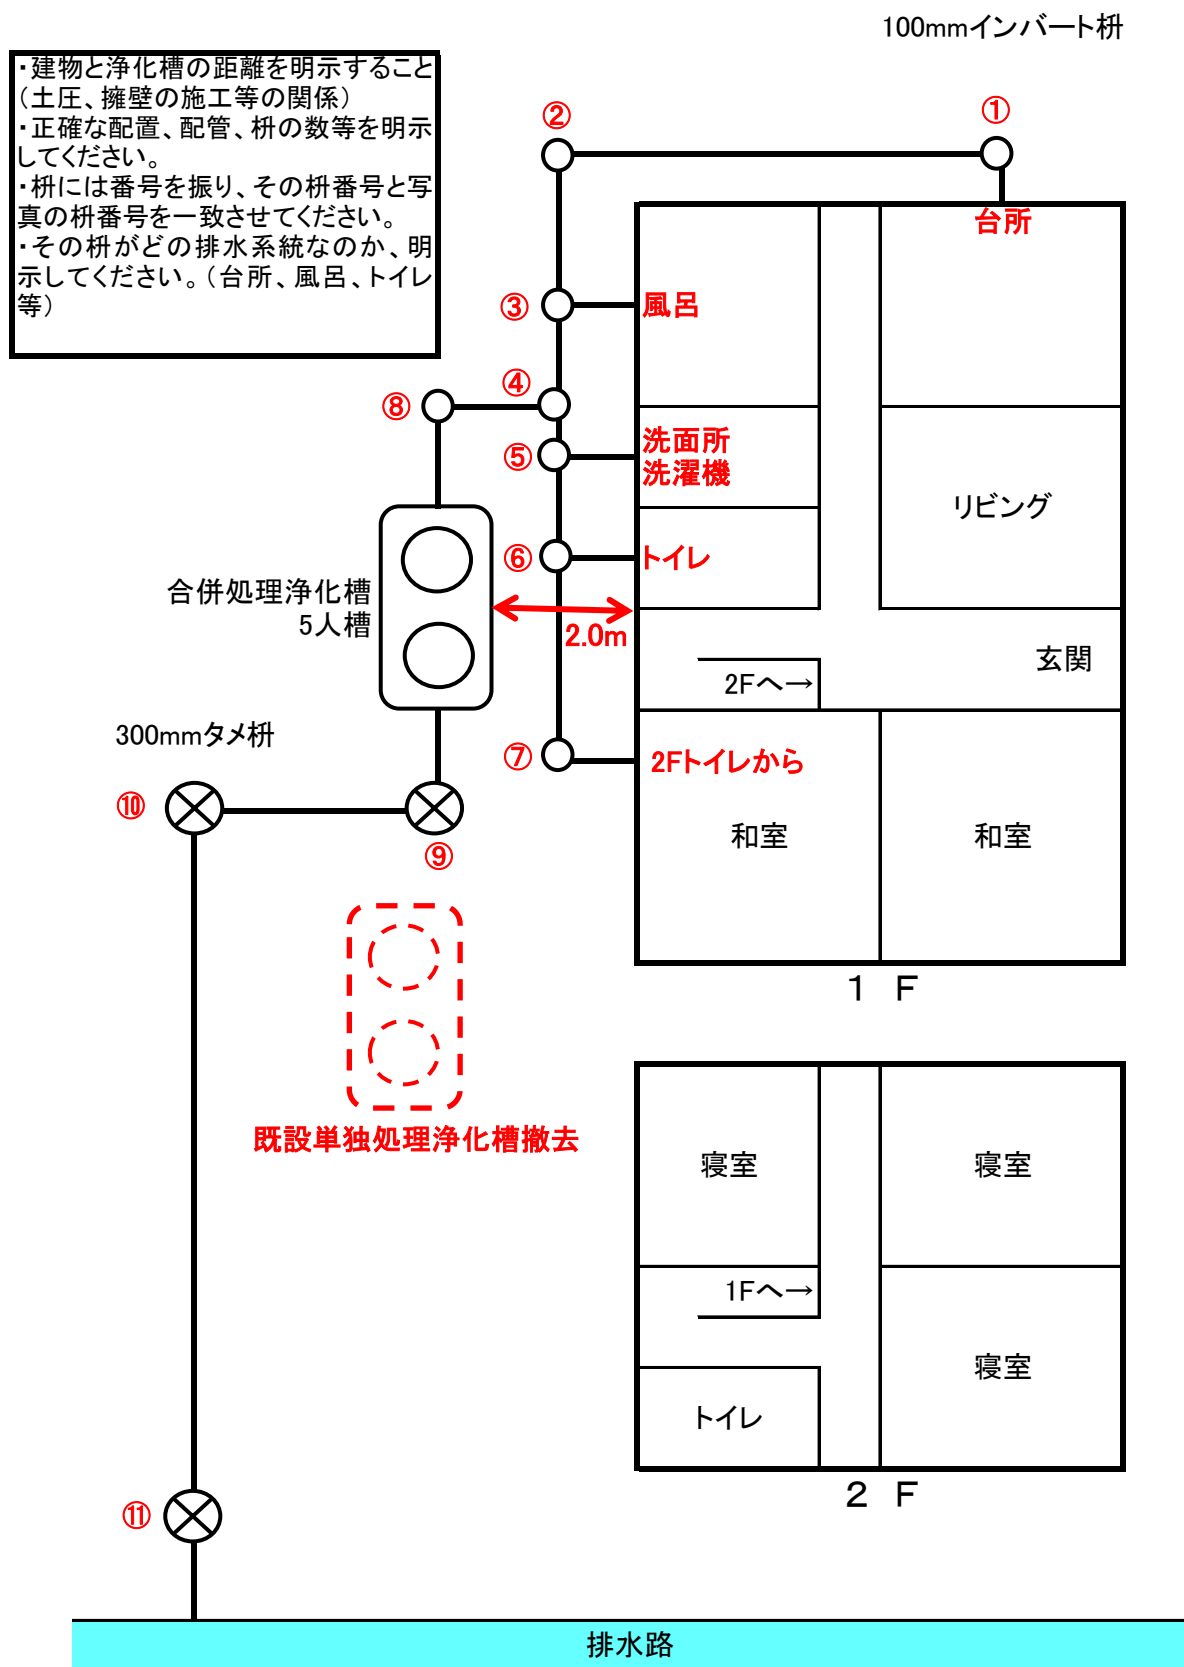 100mmインバート枡
・建物と浄化槽の距離を明示すること
（土圧、擁壁の施工等の関係）
・正確な配置、配管、枡の数等を明示
してください。
・枡には番号を振り、その枡番号と写
真の枡番号を一致させてください。
・その枡がどの排水系統なのか、明
示してください。（台所、風呂、トイレ
等）
②
①
台所
③
風呂
④
⑧
⑤
洗面所
洗濯機
リビング
⑥
トイレ
合併処理浄化槽
5人槽
2.0m
玄関
2Fへ→
300mmタメ枡
⑦
2Fトイレから
⑩
⑨
和室
和室
1 F
既設単独処理浄化槽撤去
寝室
寝室
1Fへ→
寝室
トイレ
2 F
⑪
排水路